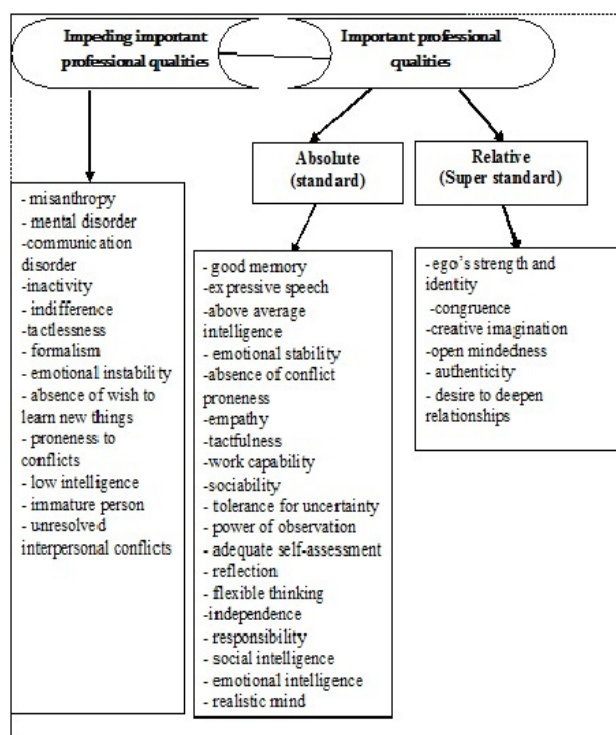 Impeding important
professional qualities
Important professional
qualities
Absolute
(standard)
Relative
(Super standard)
- misanthropy
- mental disorder
-communication
disorder
-inactivity
- indifference
-tactlessness
- formalism
- emotional instability
- absence of wish to
learn new things
- proneness to
conflicts
- low intelligence
- immature person
- unresolved
interpersonal conflicts
- good memory
-expressive speech
-above average
intelligence
- emotional stability
-absence of conflict
proneness
-empathy
-tactfulness
-work capability
-sociability
- tolerance for uncertainty
- power of observation
- adequate self-assessment
- reflection
- flexible thinking
-independence
- responsibility
- social intelligence
- emotional intelligence
- realistic mind
- ego's strength and
identity
-congruence
-creative imagination
-open mindedness
- authenticity
- desire to deepen
relationships